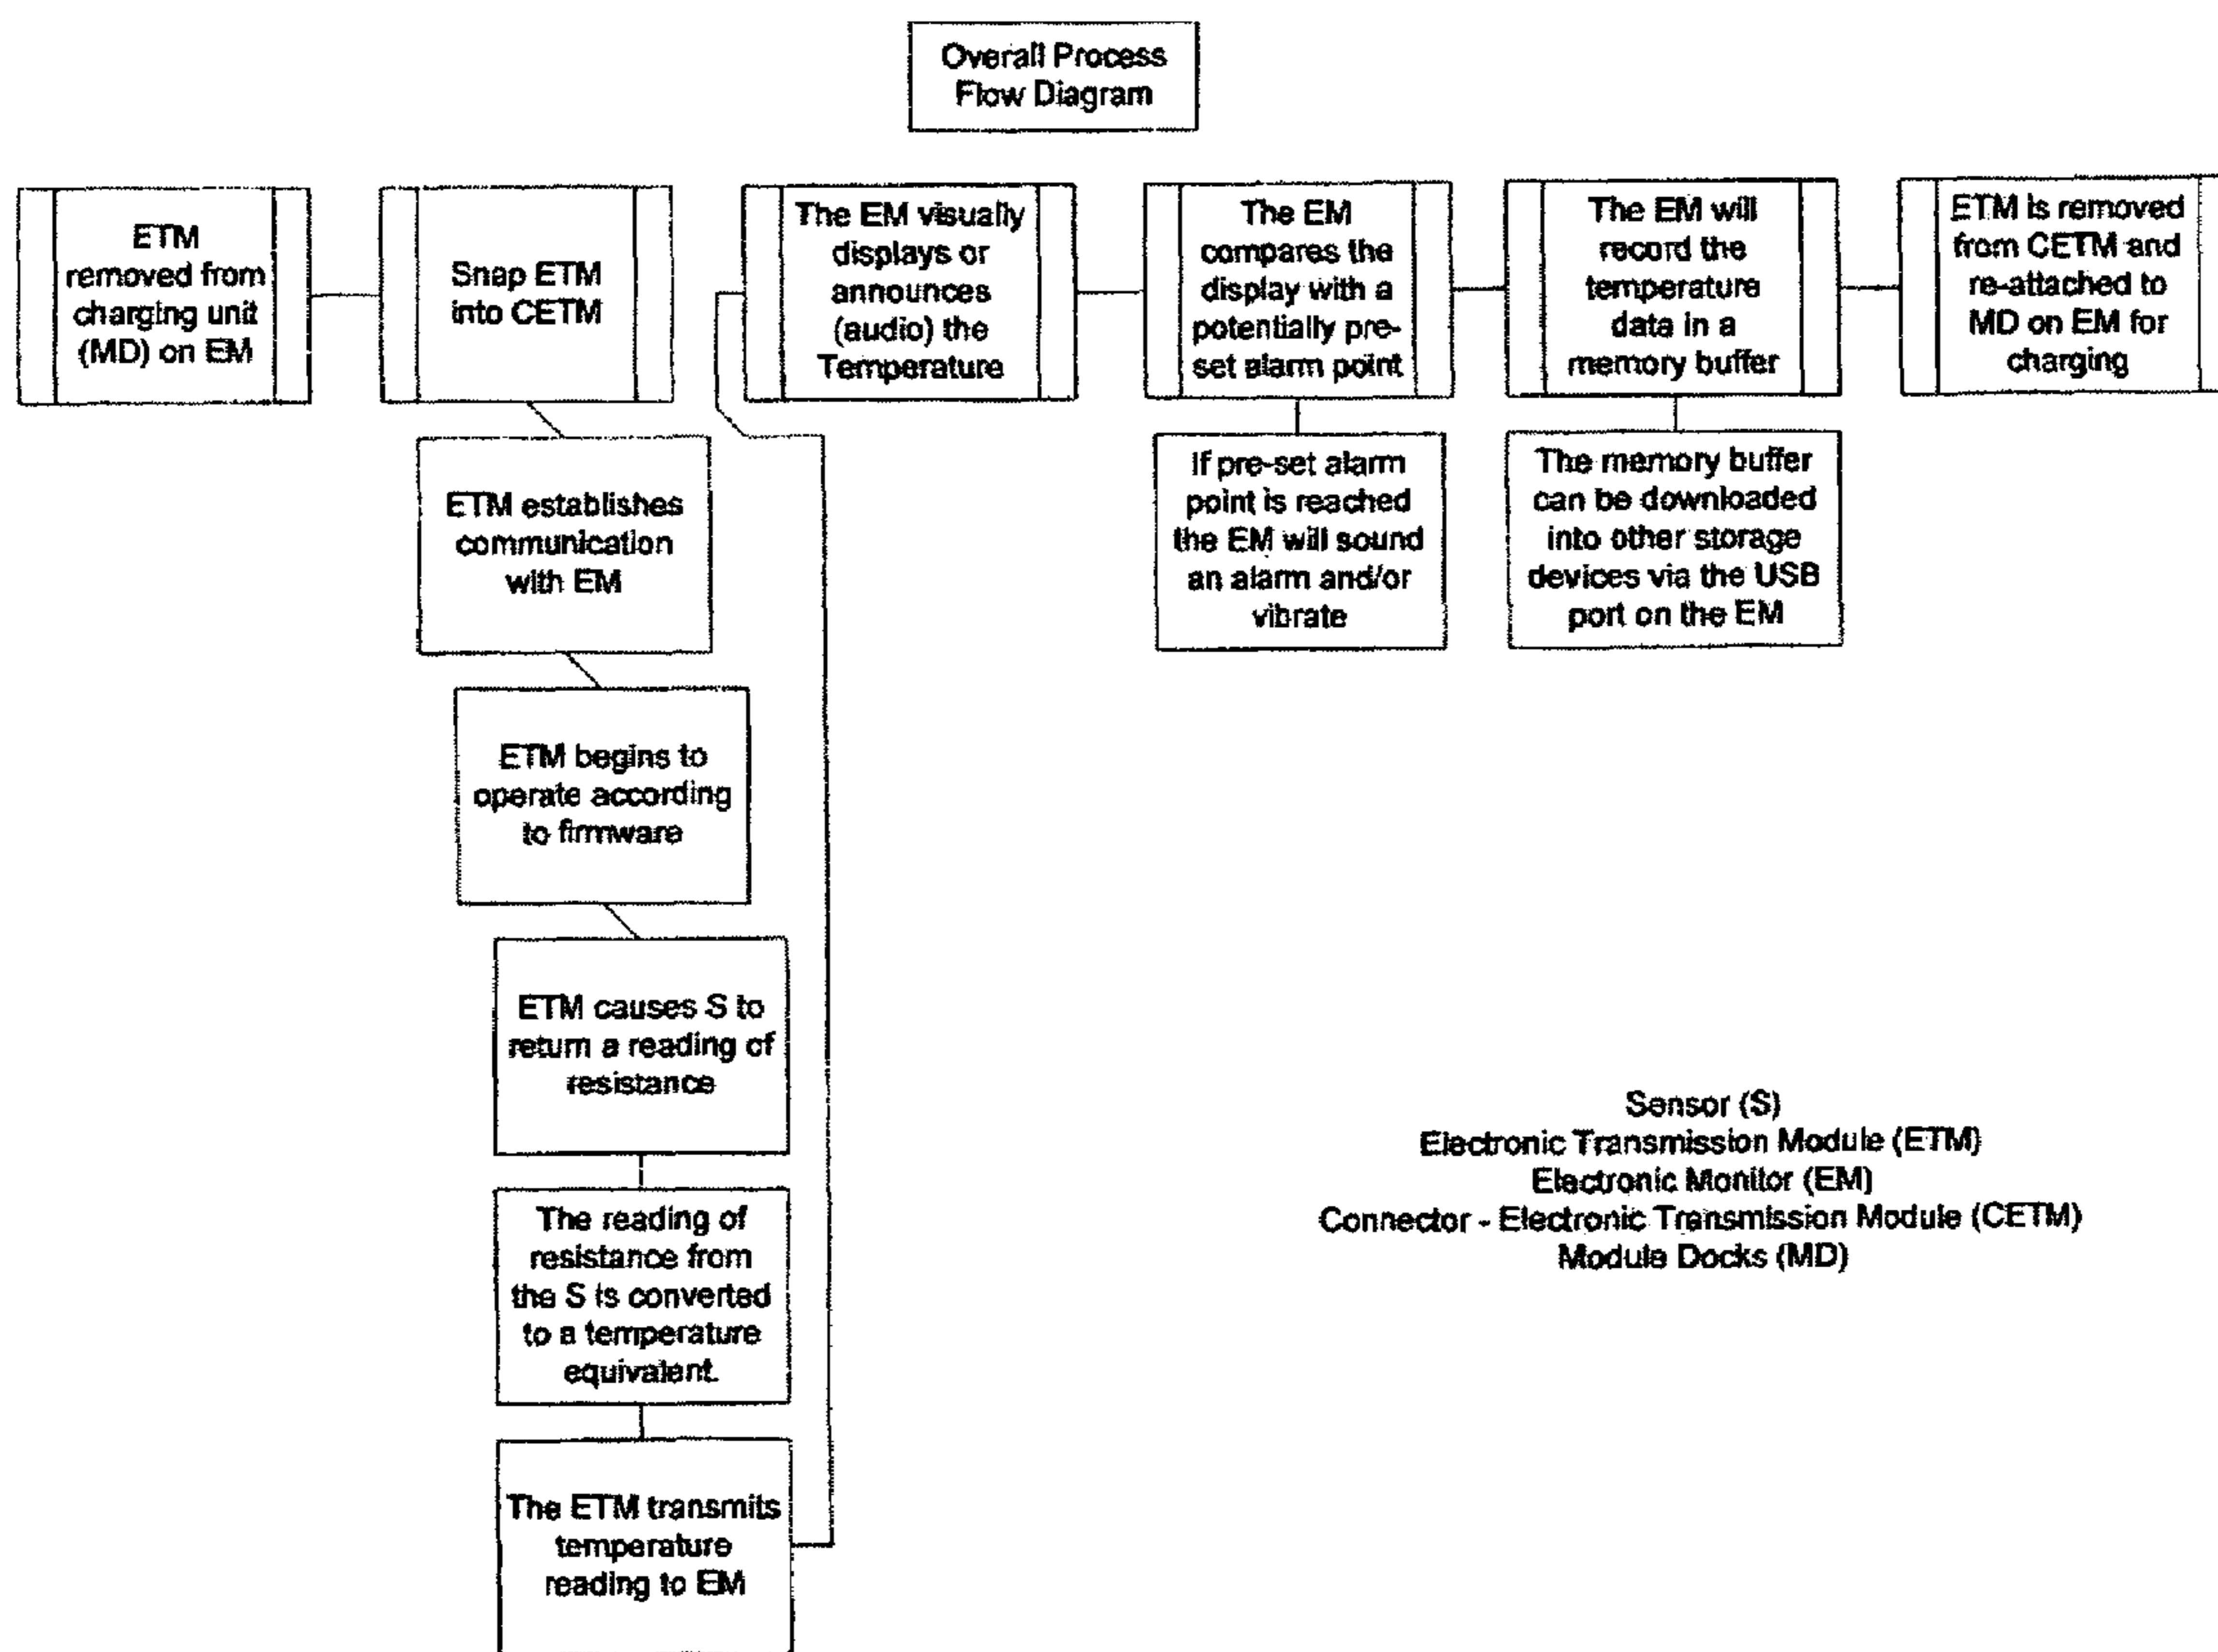 Overall Process
Flow Diagram
ETM
removed from
charging unit
(MD) on EM
Snap ETM
into CETM
ETM establishes
communication
with EM
ETM begins to
operate according
to firmware
ETM causes S to
return a reading of
resistance
The reading of
resistance from
the S is converted
to a temperature
equivalent.
The ETM transmits
temperature
reading to EM
The EM visually
displays or
announces
(audio) the
Temperature
The EM
compares the
display with a
potentially pre-
set alarm point
If pre-set alarm
point is reached
the EM will sound
an alarm and/or
vibrate
The EM will
record the
temperature
data in a
memory buffer
The memory buffer
can be downloaded
into other storage
devices via the USB
port on the EM
ETM is removed
from CETM and
re-attached to
MD on EM for
charging
Sensor (S)
Electronic Transmission Module (ETM)
Electronic Monitor (EM)
Connector - Electronic Transmission Module (CETM)
Module Docks (MD)